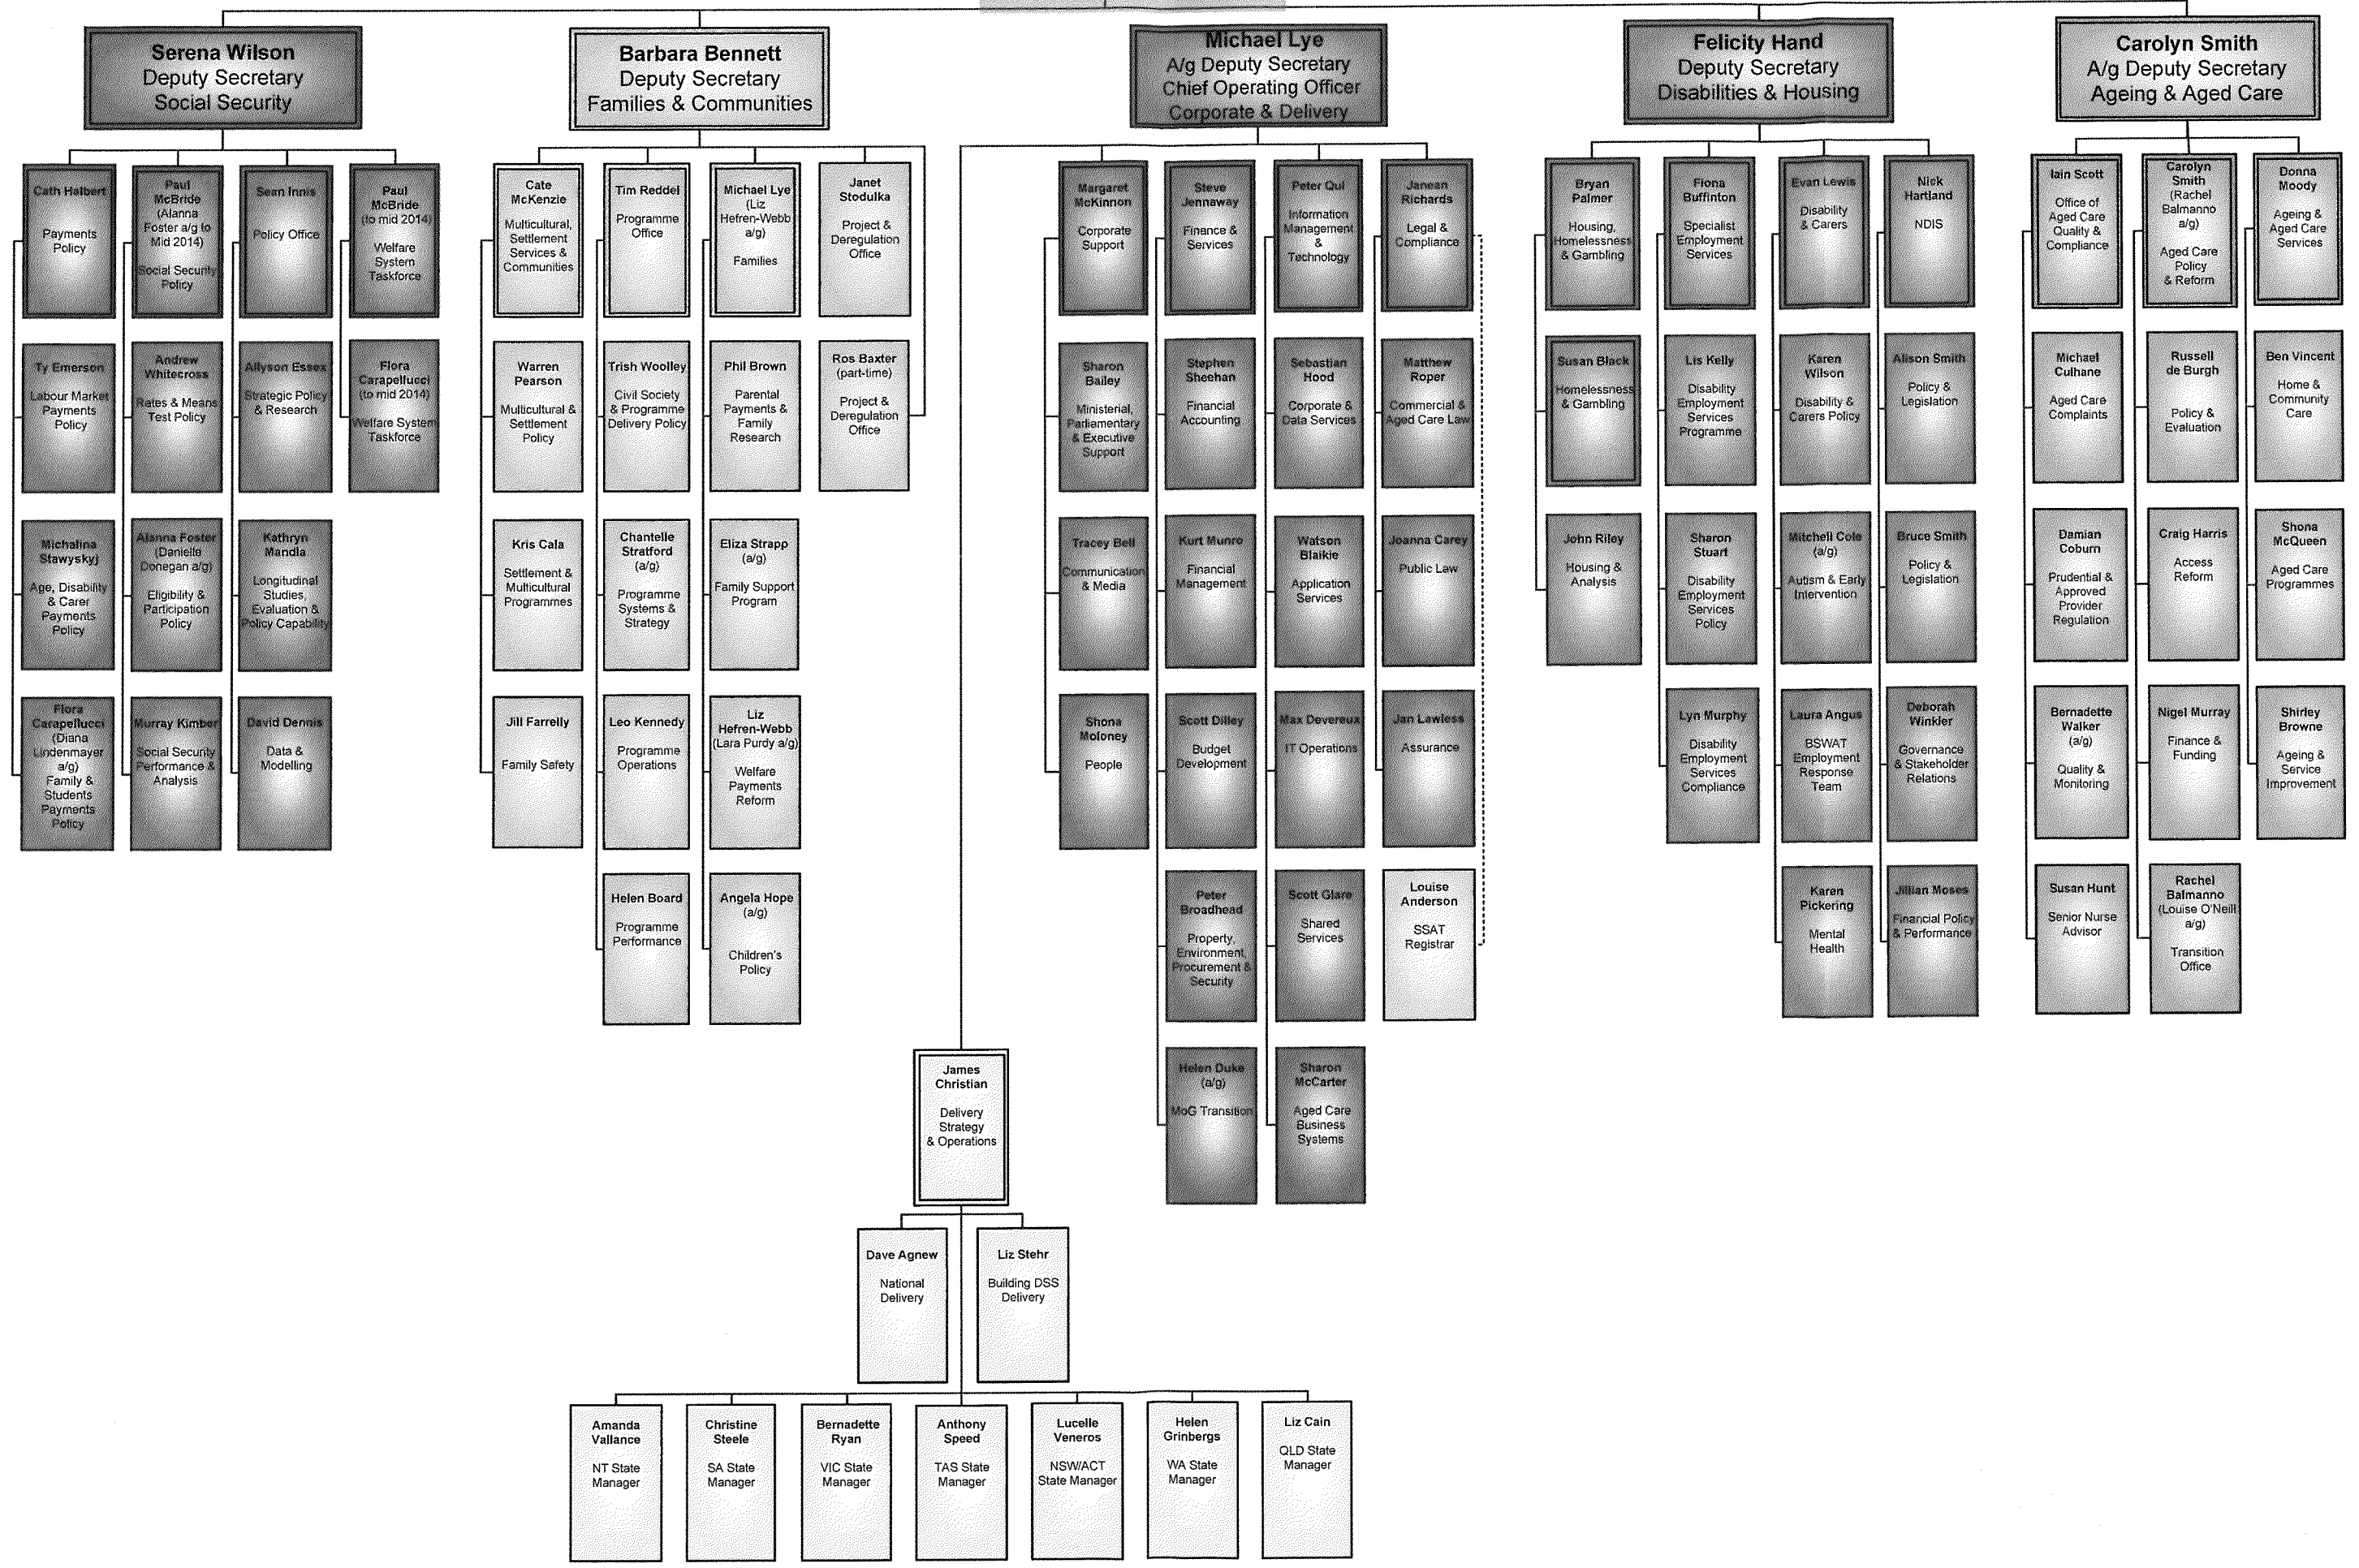 Serena Wilson
Deputy Secretary
Social Security
Barbara Bennett
Deputy Secretary
Families & Communities
Michael Lye
A/g Deputy Secretary
Chief Operating Officer
Corporate & Delivery
Felicity Hand
Deputy Secretary
Disabilities & Housing
Carolyn Smith
A/g Deputy Secretary
Ageing & Aged Care
Cath Halbert
Payments
Policy
Paul
McBride
(Alanna
Foster a/g to
Mid 2014)
Social Security
Policy
Sean Innis
Policy Office
Paul
McBride
(to mid 2014)
Welfare
System
Taskforce
Cate
McKenzie
Multicultural,
Settlement
Services &
Communities
Tim Reddel
Programme
Office
Michael Lye
(Liz
Hefren-Webb
a/g)
Families
Janet
Stodulka
Project &
Deregulation
Office
Margaret
McKinnon
Corporate
Support
Steve
Jennaway
Finance &
Services
Peter Qui
Information
Management
&
Technology
Janean
Richards
Legal &
Compliance
Bryan
Palmer
Housing,
Homelessness
& Gambling
Fiona
Buffinton
Specialist
Employment
Services
Evan Lewis
Disability
& Carers
Nick
Hartland
NDIS
Iain Scott
Office of
Aged Care
Quality &
Compliance
Carolyn
Smith
(Rachel
Balmanno
a/g)
Aged Care
Policy
& Reform
Donna
Moody
Ageing &
Aged Care
Services
Ty Emerson
Labour Market
Payments
Policy
Andrew
Whitecross
Rates & Means
Test Policy
Allyson Essex
Strategic Policy
& Research
Flora
Carapellucci
(to mid 2014)
Welfare System
Taskforce
Warren
Pearson
Multicultural &
Settlement
Policy
Trish Woolley
Civil Society
& Programme
Delivery Policy
Phil Brown
Parental
Payments &
Family
Research
Ros Baxter
(part-time)
Project &
Deregulation
Office
Sharon
Bailey
Ministerial,
Parliamentary
& Executive
Support
Stephen
Sheehan
Financial
Accounting
Sebastian
Hood
Corporate &
Data Services
Matthew
Roper
Commercial &
Aged Care Law
Susan Black
Homelessness
& Gambling
Lis Kelly
Disability
Employment
Services
Programme
Karen
Wilson
Disability &
Carers Policy
Alison Smith
Policy &
Legislation
Michael
Culhane
Aged Care
Complaints
Russell
de Burgh
Policy &
Evaluation
Ben Vincent
Home &
Community
Care
Michalina
Stawyskyj
Age, Disability
& Carer
Payments
Policy
Alanna Foster
(Danielle
Donegan a/g)
Eligibility &
Participation
Policy
Kathryn
Mandla
Longitudinal
Studies,
Evaluation &
Policy Capability
Kris Cala
Settlement &
Multicultural
Programmes
Chantelle
Stratford
(a/g)
Programme
Systems &
Strategy
Eliza Strapp
(a/g)
Family Support
Program
Tracey Bell
Communication
& Media
Kurt Munro
Financial
Management
Watson
Blaikie
Application
Services
Joanna Carey
Public Law
John Riley
Housing &
Analysis
Sharon
Stuart
Disability
Employment
Services
Policy
Mitchell Cole
(a/g)
Autism & Early
Intervention
Bruce Smith
Policy &
Legislation
Damian
Coburn
Prudential &
Approved
Provider
Regulation
Craig Harris
Access
Reform
Shona
McQueen
Aged Care
Programmes
Flora
Carapellucci
(Diana
Lindenmayer
a/g)
Family &
Students
Payments
Policy
Murray Kimber
Social Security
Performance &
Analysis
David Dennis
Data &
Modelling
Jill Farrelly
Family Safety
Leo Kennedy
Programme
Operations
Liz
Hefren-Webb
(Lara Purdy a/g)
Welfare
Payments
Reform
Shona
Moloney
People
Scott Dilley
Budget
Development
Max Devereux
IT Operations
Jan Lawless
Assurance
Lyn Murphy
Disability
Employment
Services
Compliance
Laura Angus
BSWAT
Employment
Response
Team
Deborah
Winkler
Governance
& Stakeholder
Relations
Bernadette
Walker
(a/g)
Quality &
Monitoring
Nigel Murray
Finance &
Funding
Shirley
Browne
Ageing &
Service
Improvement
Helen Board
Programme
Performance
Angela Hope
(a/g)
Children's
Policy
Peter
Broadhead
Property,
Environment,
Procurement &
Security
Scott Glare
Shared
Services
Louise
Anderson
SSAT
Registrar
Karen
Pickering
Mental
Health
Jillian Moses
Financial Policy
& Performance
Susan Hunt
Senior Nurse
Advisor
Rachel
Balmanno
(Louise O'Neill
a/g)
Transition
Office
James
Christian
Delivery
Strategy
& Operations
Helen Duke
(a/g)
MoG Transition
Sharon
McCarter
Aged Care
Business
Systems
Dave Agnew
National
Delivery
Liz Stehr
Building DSS
Delivery
Amanda
Vallance
NT State
Manager
Christine
Steele
SA State
Manager
Bernadette
Ryan
VIC State
Manager
Anthony
Speed
TAS State
Manager
Lucelle
Veneros
NSW/ACT
State Manager
Helen
Grinbergs
WA State
Manager
Liz Cain
QLD State
Manager